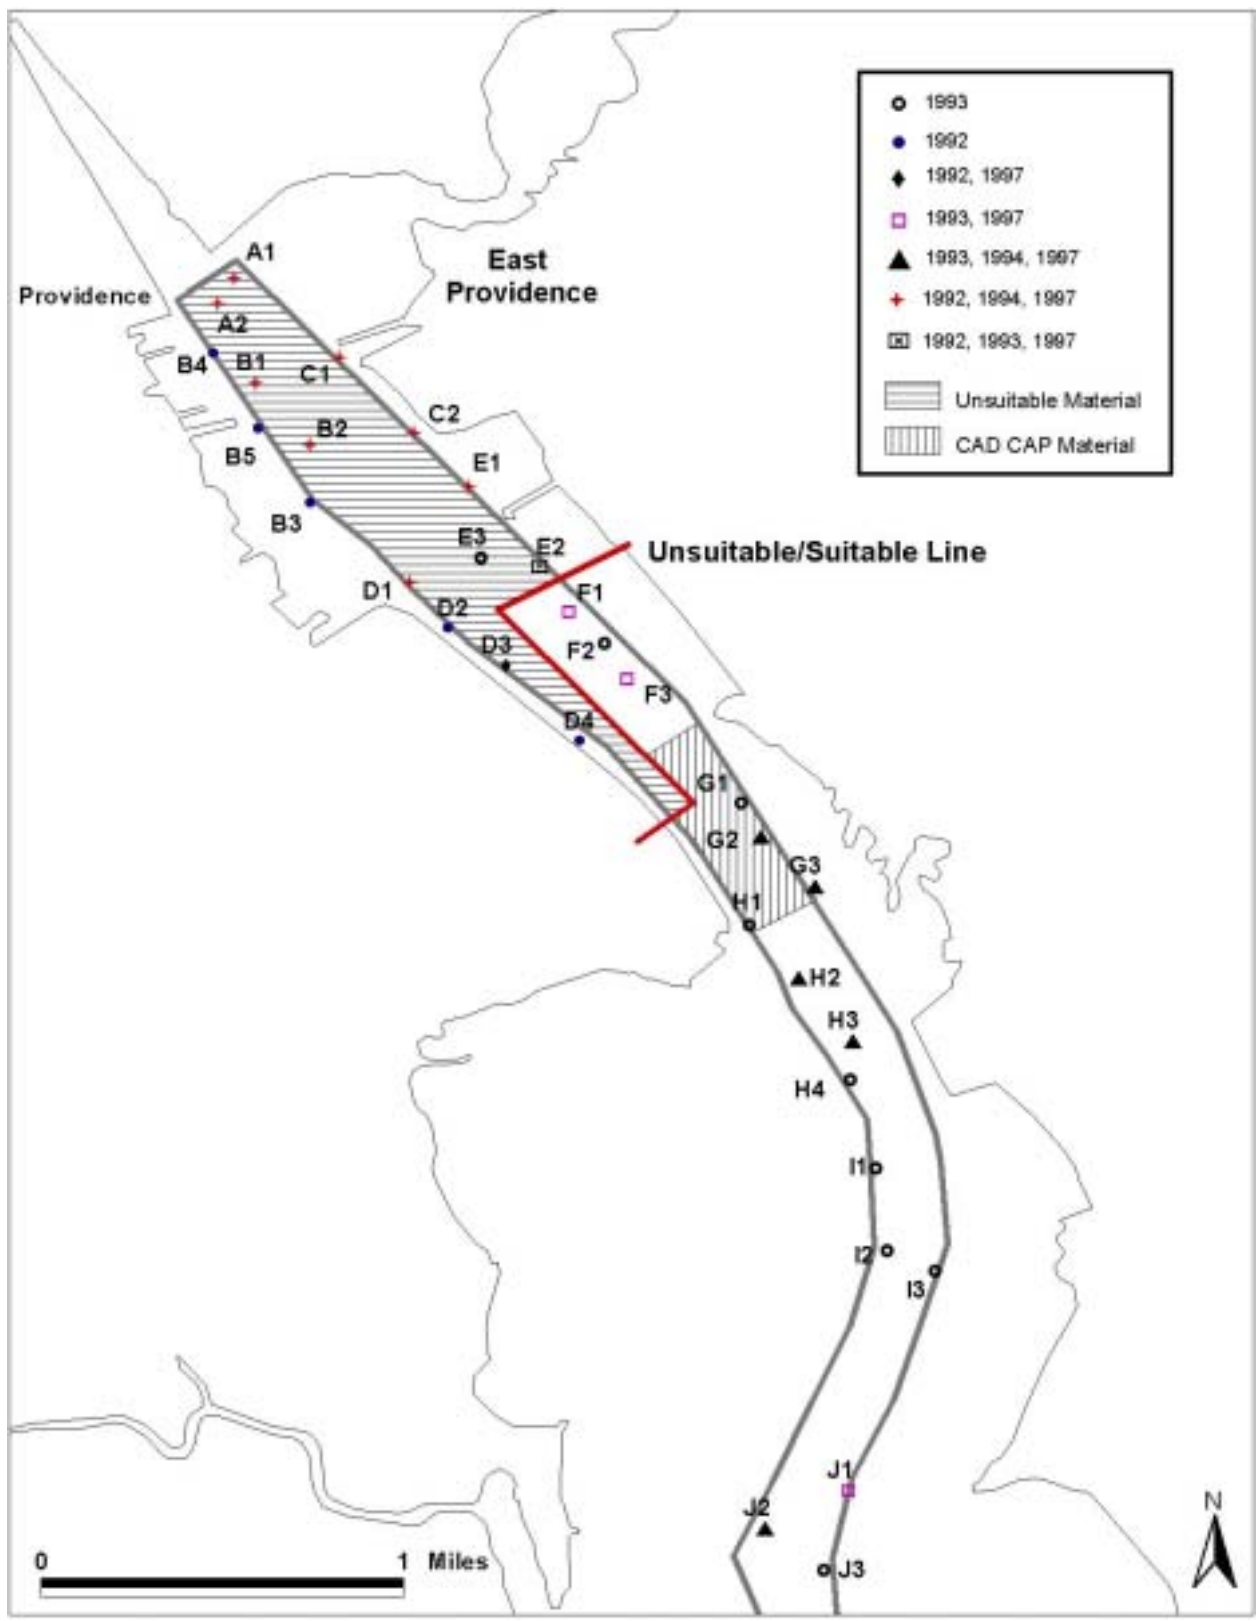 1993
1992
1992, 1997
1993, 1997
1993, 1994, 1997
1992, 1994, 1997
1992, 1993, 1997
Unsuitable Material
CAD CAP Material
A1
East
Providence
Providence
A2
B4
B1
C1
C2
B2
B5
E1
B3
E3
E2
Unsuitable/Suitable Line
D1
F1
D2
D3
F2
F3
D4
G1
G2
G3
H1
H2
H3
H4
I1
I2
I3
J1
J2
N
0
1 Miles
J3